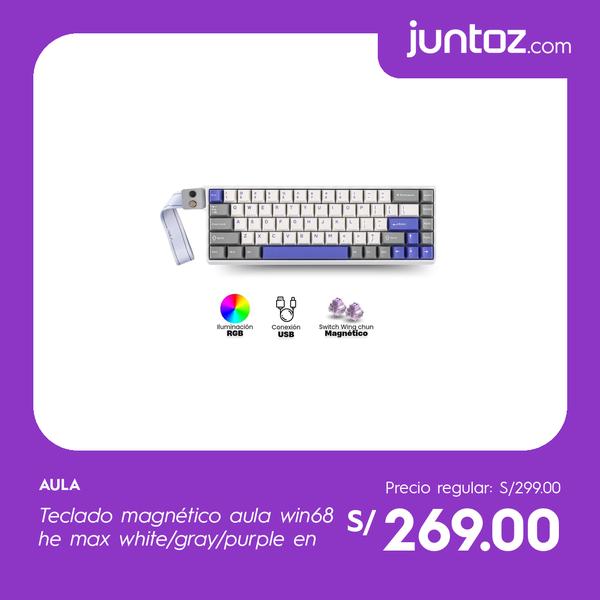 juntoz.com
Iluminación
RGB
Conexión
USB
Switch Wing chun
Magnético
AULA
Teclado magnético aula win68
he max white/gray/purple en
Precio regular: S/299.00
S/ 269.00